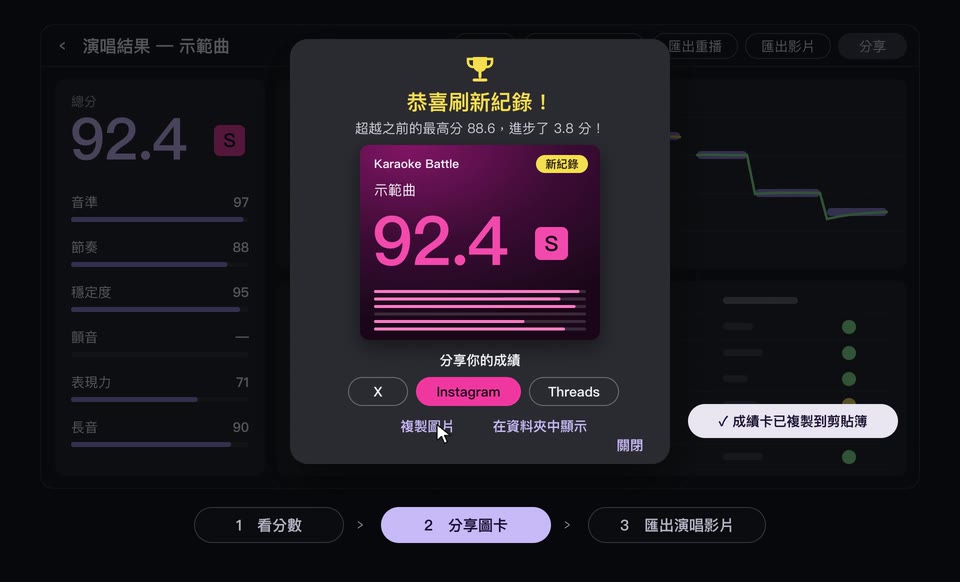 演唱結果 — 示範曲
匯出重播
匯出影片
分享
總分
92.4
S
音準 97
節奏 88
穩定度 95
顫音 —
表現力 71
長音 90
恭喜刷新紀錄！
超越之前的最高分 88.6，進步了 3.8 分！
Karaoke Battle
新紀錄
示範曲
92.4
S
分享你的成績
X
Instagram
Threads
複製圖片
在資料夾中顯示
關閉
✓ 成績卡已複製到剪貼簿
1 看分數
>
2 分享圖卡
>
3 匯出演唱影片